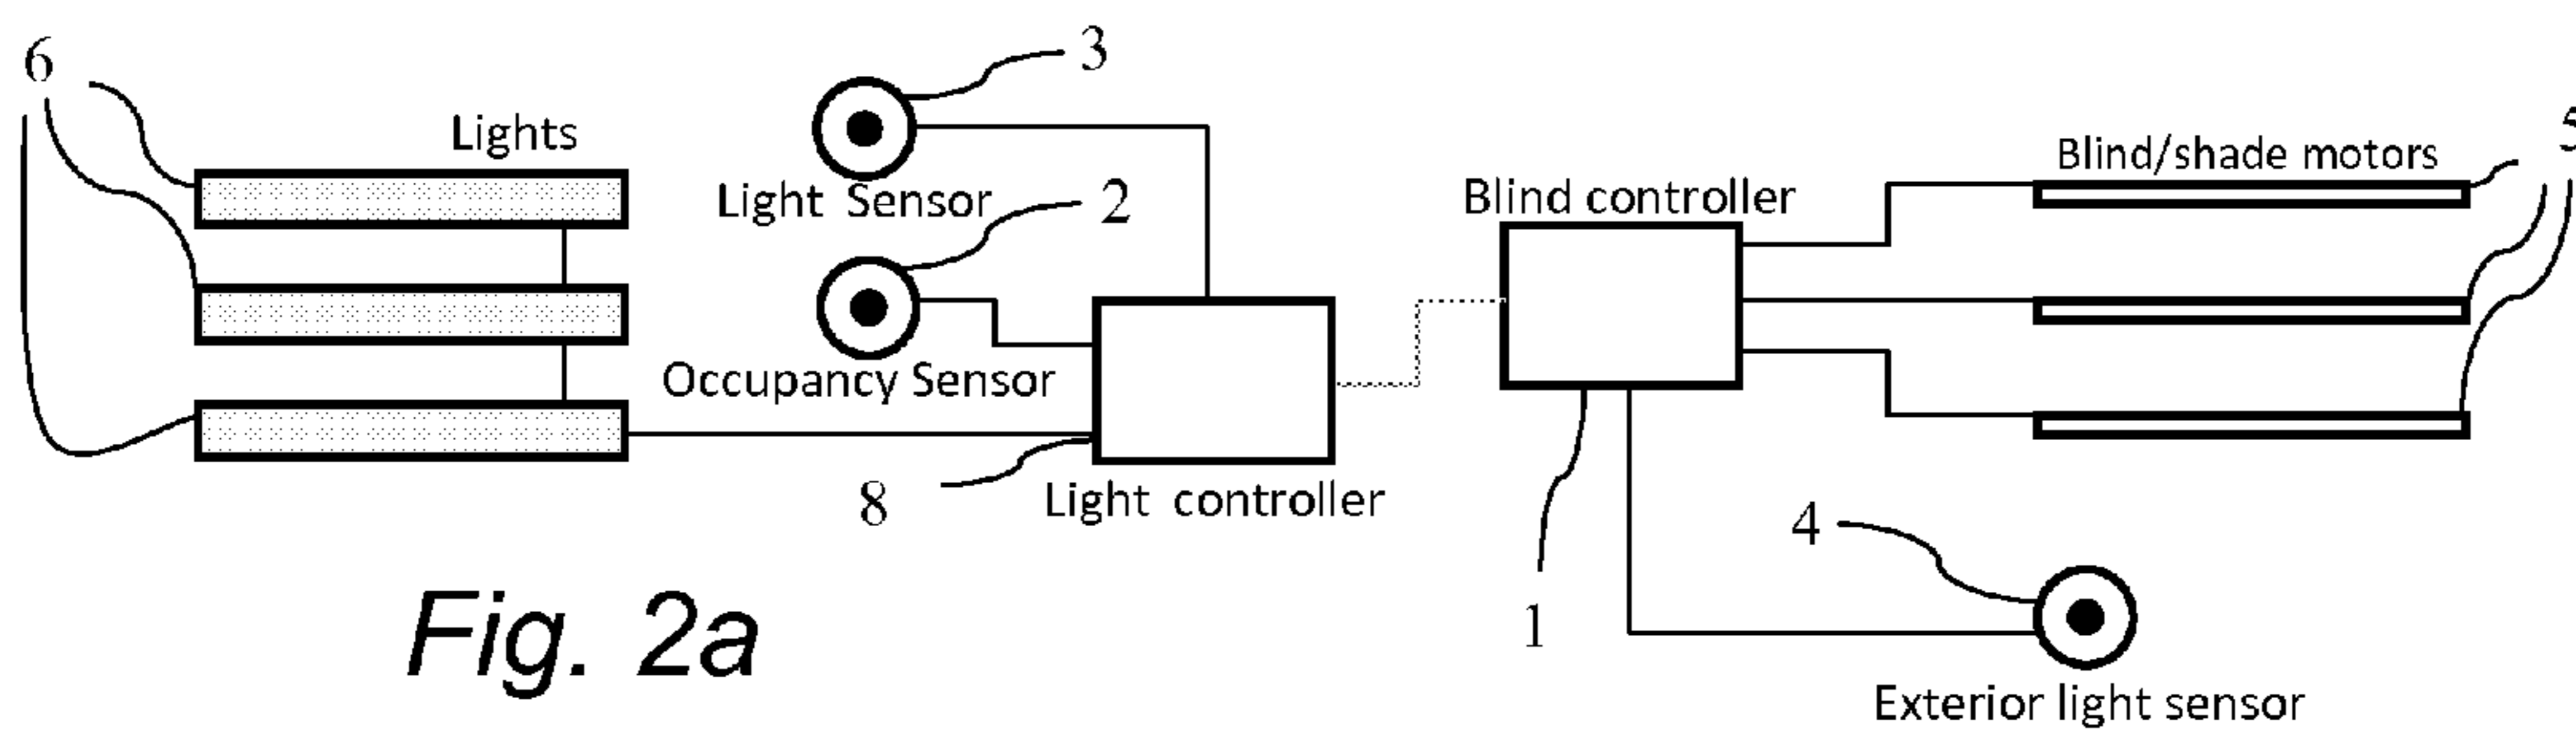 6
3
Lights
Light Sensor
2
Occupancy Sensor
8
Light controller
Blind controller
Blind/shade motors
5
1
4
Exterior light sensor
Fig. 2a